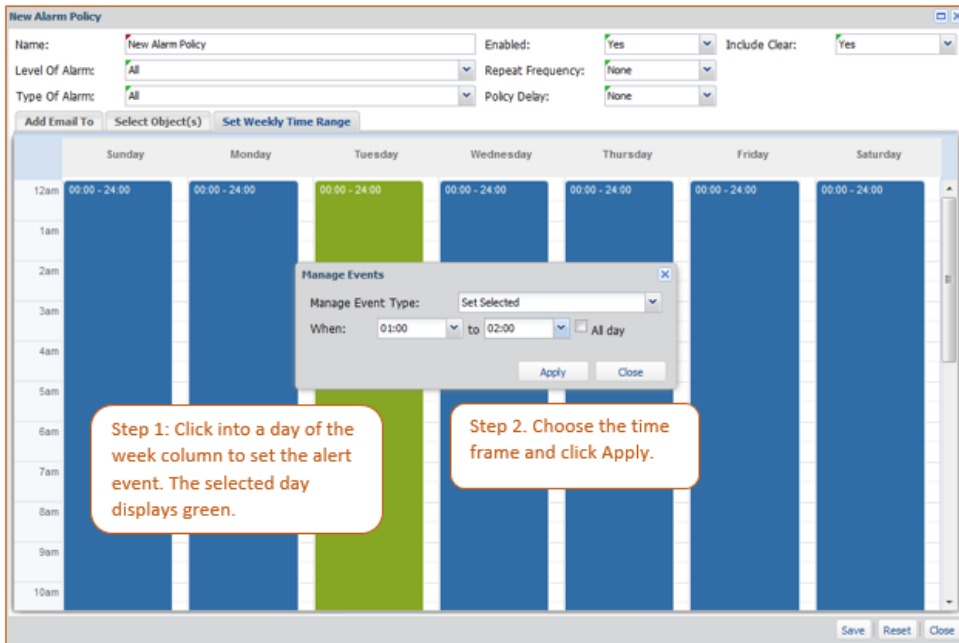 New Alarm Policy
Name: New Alarm Policy Enabled: Yes Include Clear: Yes
Level Of Alarm: All Repeat Frequency: None
Type Of Alarm: All Policy Delay: None
Add Email To Select Object(s) Set Weekly Time Range
Sunday Monday Tuesday Wednesday Thursday Friday Saturday
12am 00:00 - 24:00 00:00 - 24:00 00:00 - 24:00 00:00 - 24:00 00:00 - 24:00 00:00 - 24:00 00:00 - 24:00
1am
2am
Manage Events
Manage Event Type: Set Selected
3am
When: 01:00 to 02:00 All day
4am
Apply Close
5am
6am
7am
8am
9am
10am
Step 1: Click into a day of the
week column to set the alert
event. The selected day
displays green.
Step 2. Choose the time
frame and click Apply.
Save Reset Close